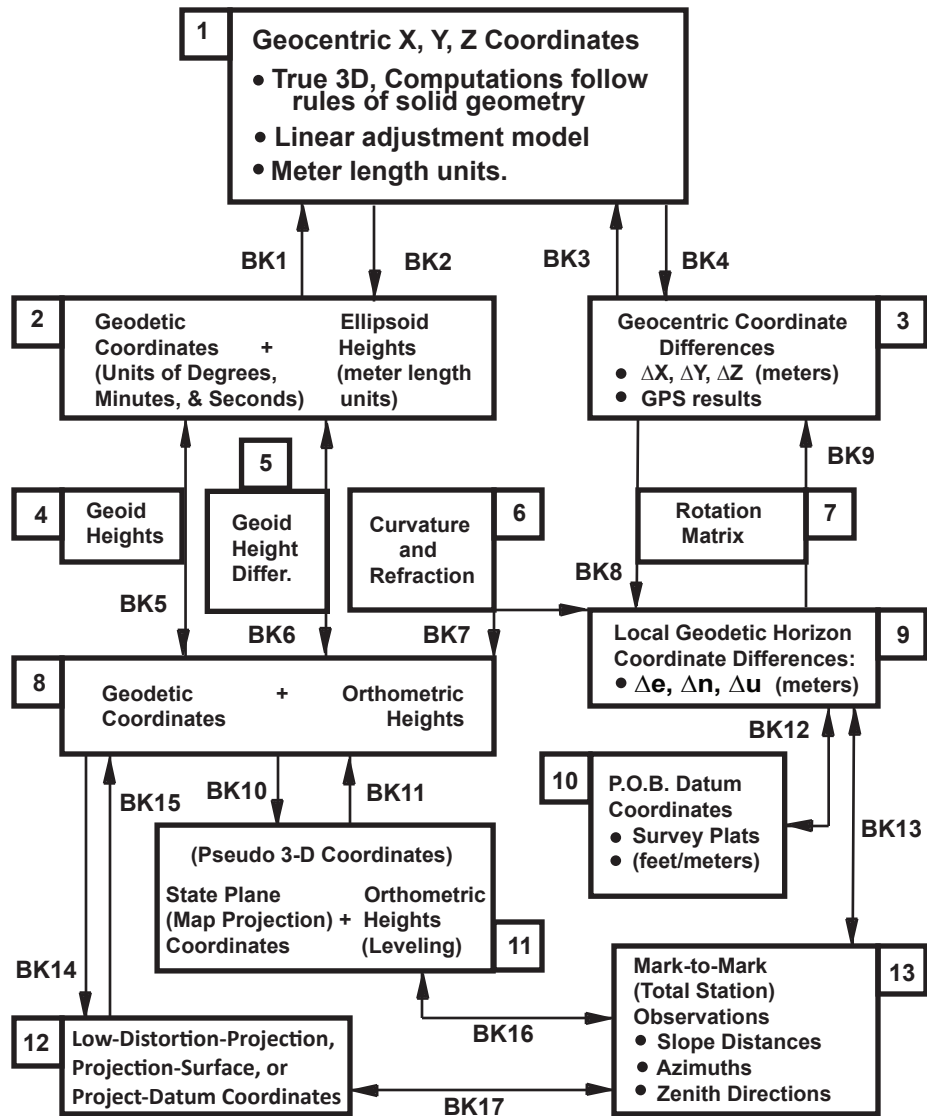 1
Geocentric X, Y, Z Coordinates
● True 3D, Computations follow
rules of solid geometry
● Linear adjustment model
● Meter length units.
BK1
BK2
BK3
BK4
2
Geodetic
Coordinates +
(Units of Degrees,
Minutes, & Seconds)
Ellipsoid
Heights
(meter length
units)
3
Geocentric Coordinate
Differences
● ΔX, ΔY, ΔZ (meters)
● GPS results
4
Geoid
Heights
5
Geoid
Height
Differ.
6
Curvature
and
Refraction
7
Rotation
Matrix
BK9
BK5
BK6
BK7
BK8
8
Geodetic + Orthometric
Coordinates Heights
9
Local Geodetic Horizon
Coordinate Differences:
● Δe, Δn, Δu (meters)
BK12
BK10
BK11
BK15
10
P.O.B. Datum
Coordinates
● Survey Plats
● (feet/meters)
BK13
(Pseudo 3-D Coordinates)
State Plane
(Map Projection) +
Coordinates
Orthometric
Heights
(Leveling)
11
BK14
12
Low-Distortion-Projection,
Projection-Surface, or
Project-Datum Coordinates
BK16
BK17
13
Mark-to-Mark
(Total Station)
Observations
● Slope Distances
● Azimuths
● Zenith Directions